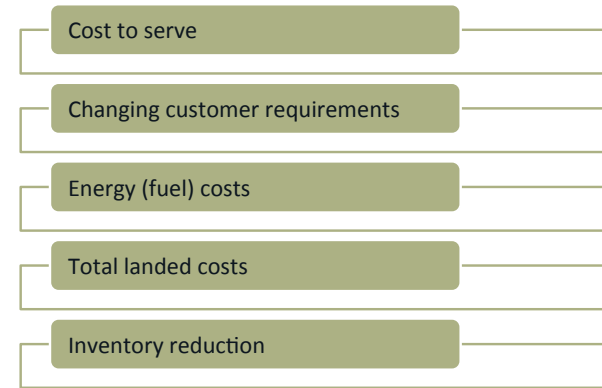 Cost to serve
Changing customer requirements
Energy (fuel) costs
Total landed costs
Inventory reduction